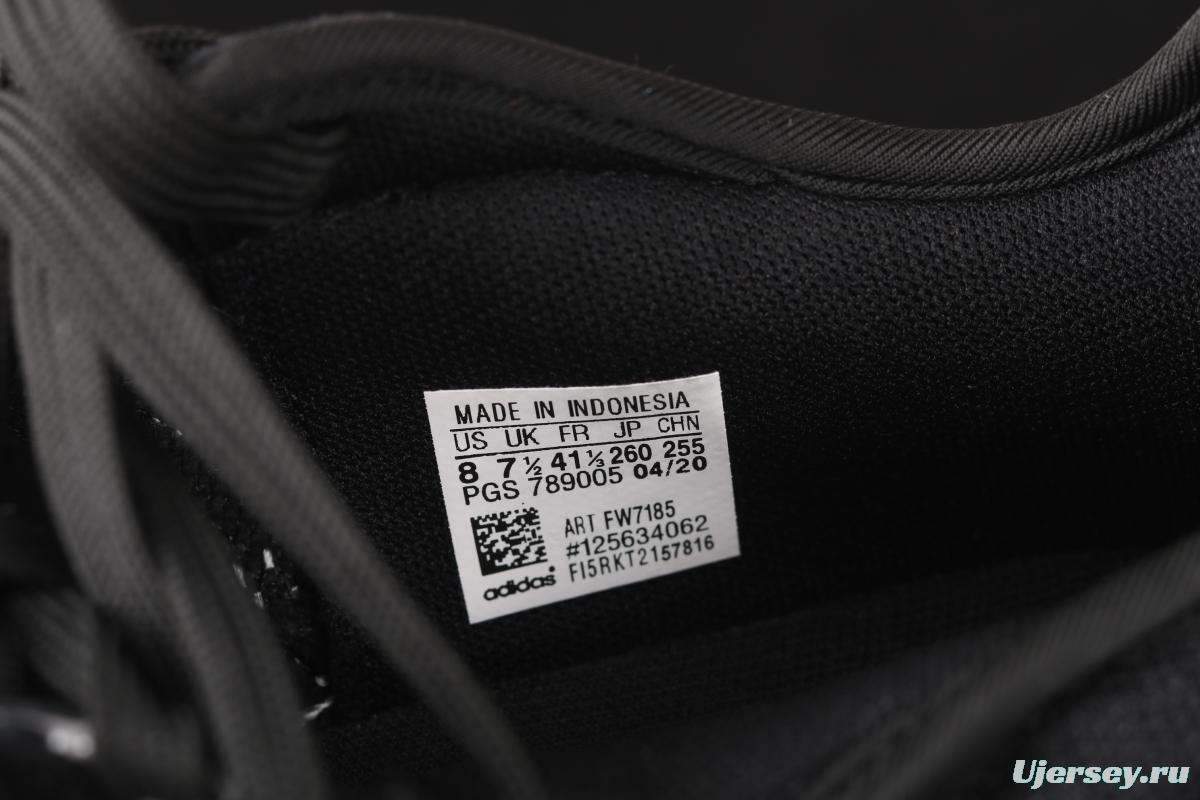 MADE IN INDONESIA
US UK FR JP CHN
8 7½ 41⅓ 260 255
PGS 789005 04/20
ART FW7185
#125634062
FI5RKT2157816
adidas
Ujersey.ru